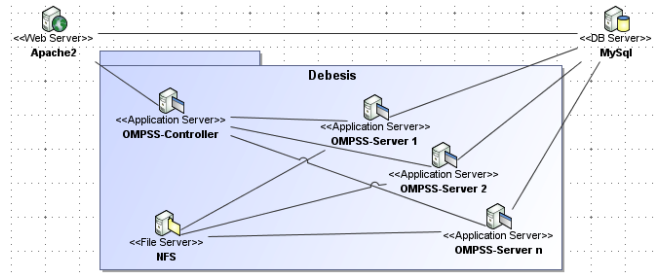 <<Web Server>>
Apache2
<<DB Server>>
MySql
Debesis
<<Application Server>>
OMPSS-Controller
<<Application Server>>
OMPSS-Server 1
<<Application Server>>
OMPSS-Server 2
<<File Server>>
NFS
<<Application Server>>
OMPSS-Server n